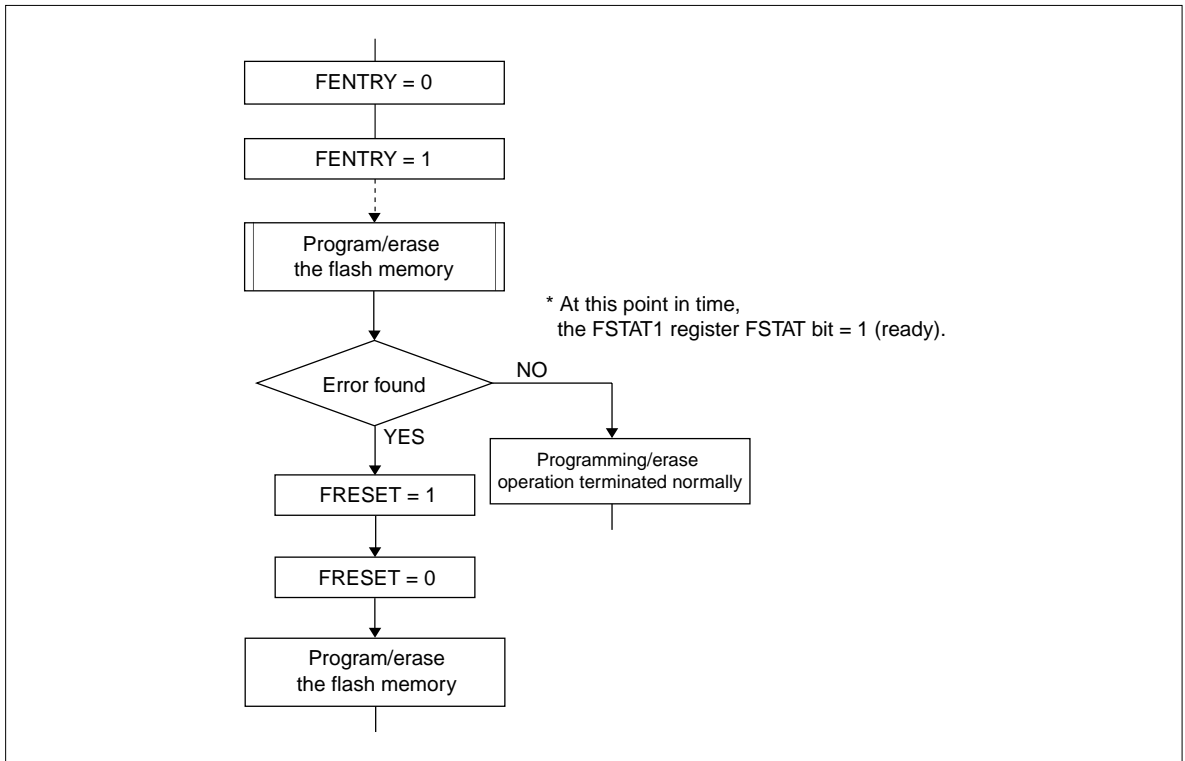 FENTRY = 0
FENTRY = 1
Program/erase
the flash memory
* At this point in time,
the FSTAT1 register FSTAT bit = 1 (ready).
Error found
NO
YES
Programming/erase
operation terminated normally
FRESET = 1
FRESET = 0
Program/erase
the flash memory